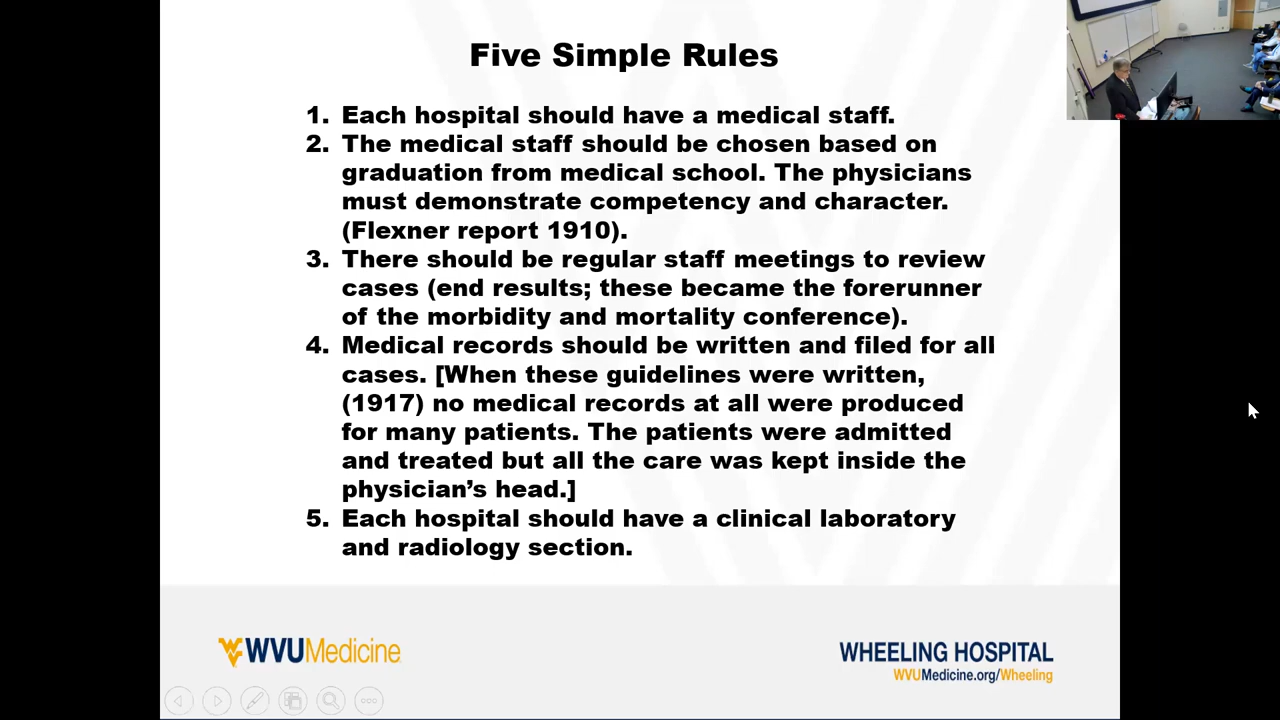 Five Simple Rules
1. Each hospital should have a medical staff.
2. The medical staff should be chosen based on
graduation from medical school. The physicians
must demonstrate competency and character.
(Flexner report 1910).
3. There should be regular staff meetings to review
cases (end results; these became the forerunner
of the morbidity and mortality conference).
4. Medical records should be written and filed for all
cases. [When these guidelines were written,
(1917) no medical records at all were produced
for many patients. The patients were admitted
and treated but all the care was kept inside the
physician’s head.]
5. Each hospital should have a clinical laboratory
and radiology section.
WVUMedicine
WHEELING HOSPITAL
WVUMedicine.org/Wheeling